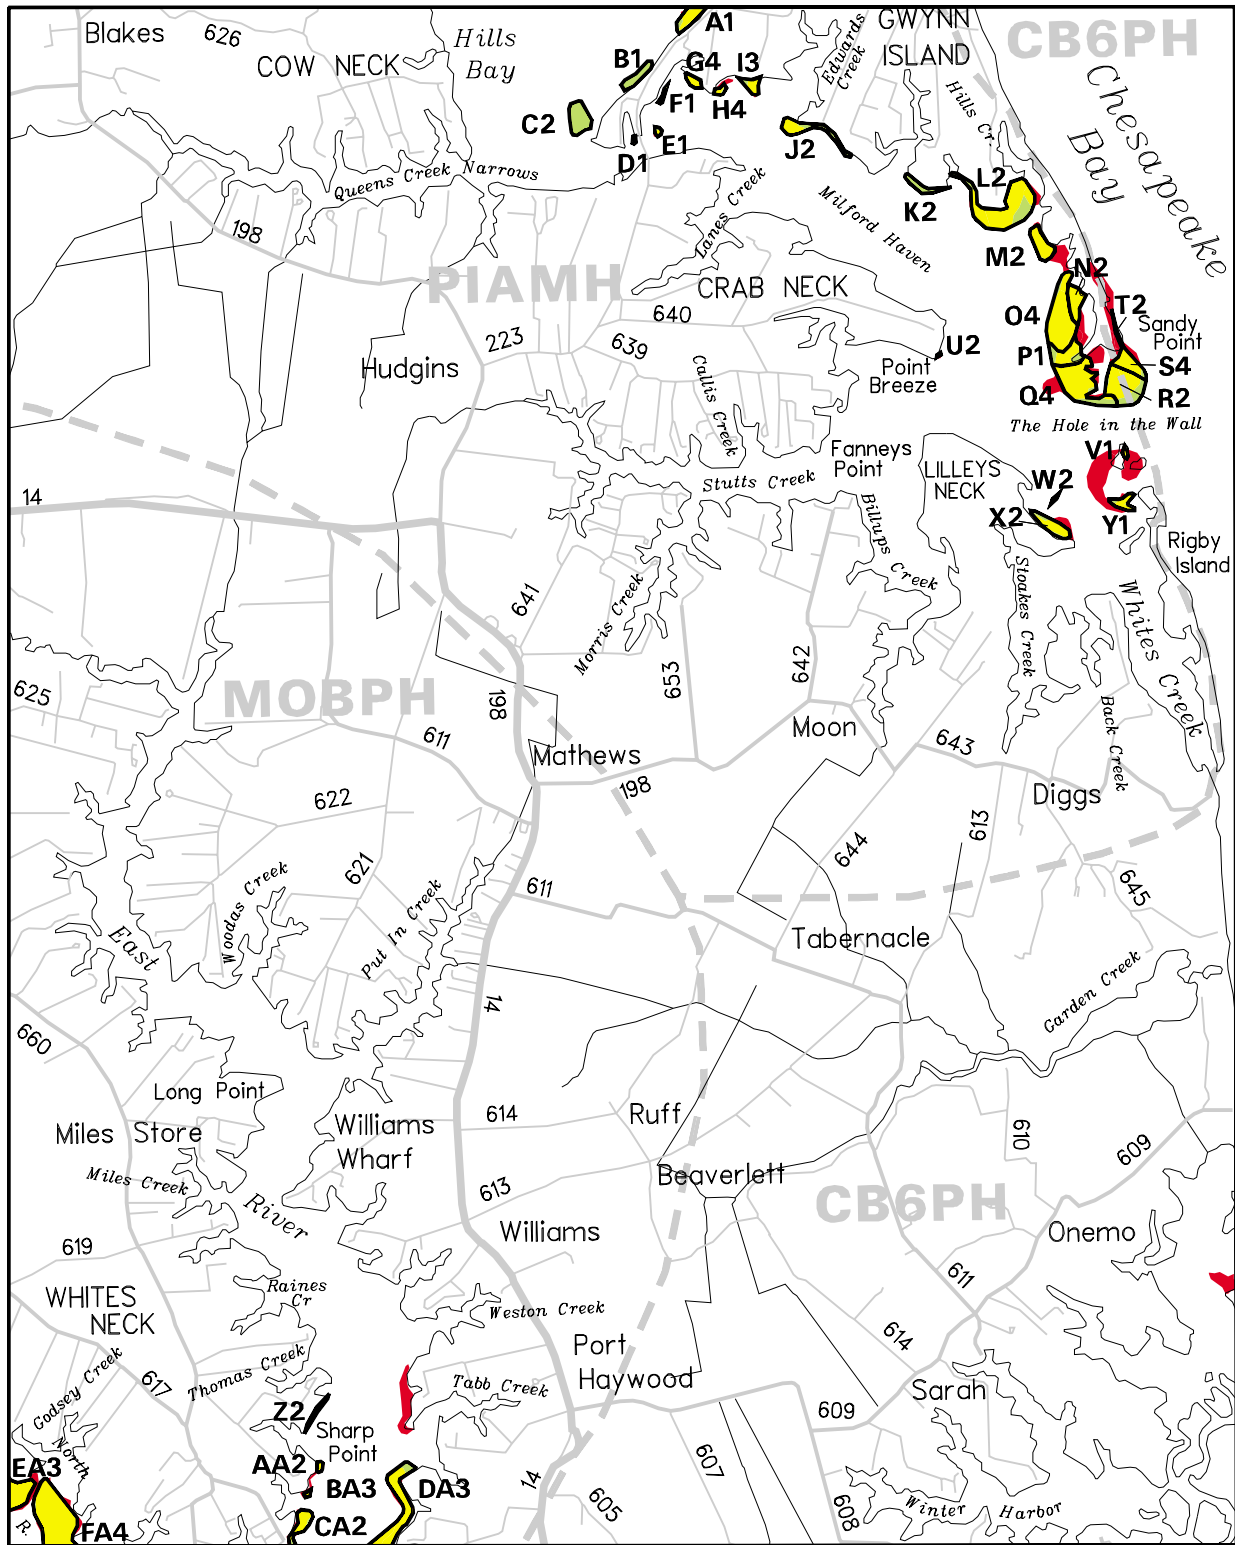 Blakes
626
COW NECK
Hills
Bay
A1
GWYNN
ISLAND
CB6PH
B1
G4
I3
F1
H4
C2
D1
E1
Edwards
Creek
Hills Cr.
Chesapeake
Bay
J2
Queens Creek Narrows
Lanes Creek
Milford Haven
K2
L2
198
M2
N2
PIAMH
CRAB NECK
O4
T2
640
223
639
Sandy
Point
Hudgins
Callis Creek
U2
P1
S4
Point
Breeze
Q4
R2
The Hole in the Wall
Fanneys
Point
V1
LILLEYS
NECK
W2
14
Stutts Creek
Billups Creek
X2
Y1
Rigby
Island
641
Morris Creek
Stoakes Creek
Whites Creek
653
642
625
MOBPH
198
611
Moon
Back Creek
643
Mathews
198
622
Diggs
613
644
621
611
645
Woodas Creek
Put In Creek
East
Tabernacle
14
Garden Creek
660
Long Point
Ruff
614
Miles Store
Williams
Wharf
610
609
Miles Creek
Beaverlett
613
CB6PH
River
Williams
Onemo
619
Raines
Cr
611
WHITES
NECK
Weston Creek
Port
Haywood
614
Godsey Creek
617
Thomas Creek
Tabb Creek
Sarah
Z2
609
Sharp
Point
North
EA3
AA2
607
BA3
DA3
14
605
608
Winter Harbor
R.
FA4
CA2